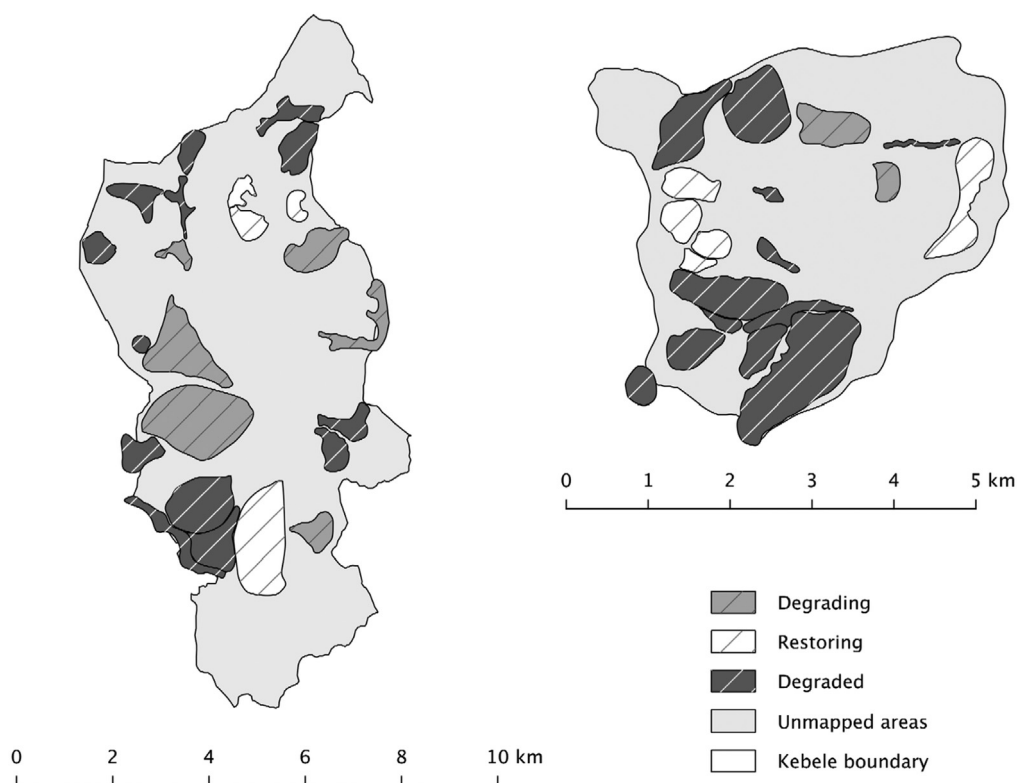 0 1 2 3 4 5 km
Degrading
Restoring
Degraded
Unmapped areas
Kebele boundary
0 2 4 6 8 10 km